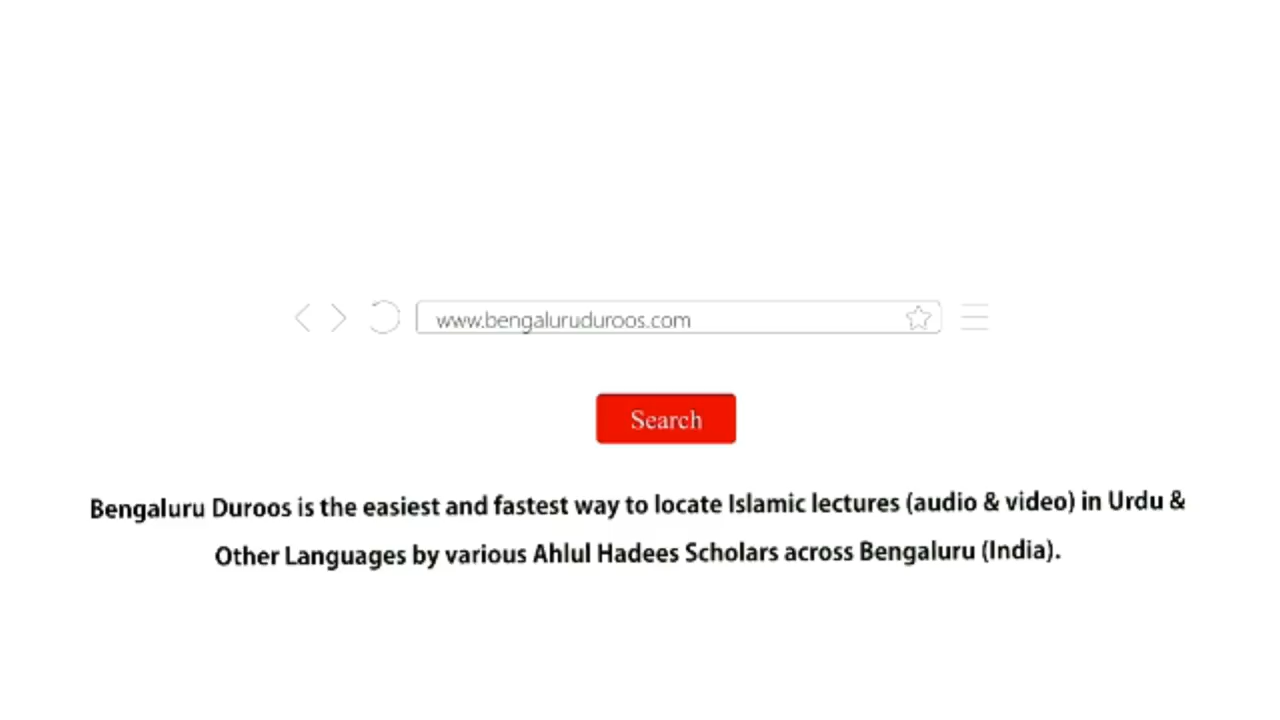 www.bengaluruduroos.com
Search
Bengaluru Duroos is the easiest and fastest way to locate Islamic lectures (audio & video) in Urdu &
Other Languages by various Ahlul Hadees Scholars across Bengaluru (India).